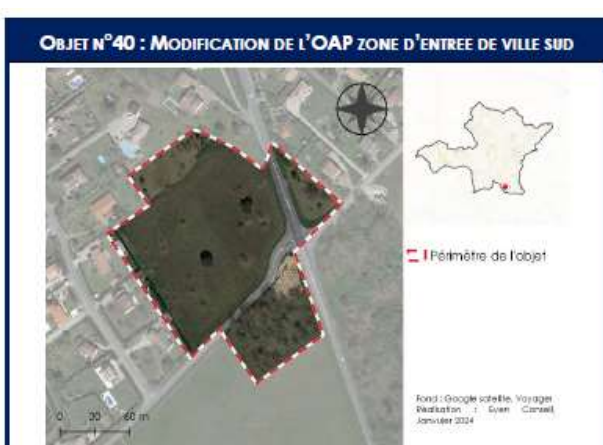 OBJET N°40 : MODIFICATION DE L'OAP ZONE D'ENTREE DE VILLE SUD
Périmètre de l'objet
0 30 60 m
Fond : Google satellite, Voyager
Réalisation : Even Conseil,
Janvier 2024